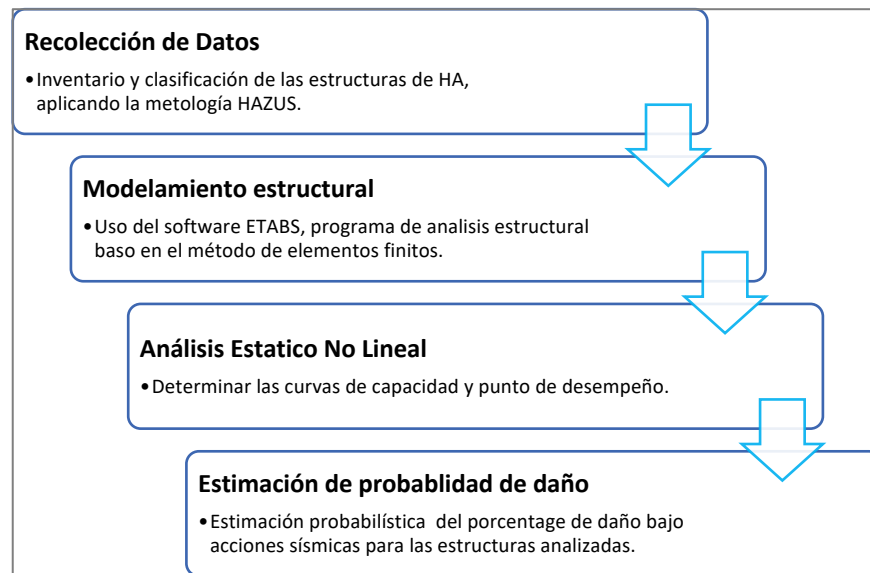 Recolección de Datos
•Inventario y clasificación de las estructuras de HA,
aplicando la metología HAZUS.
Modelamiento estructural
•Uso del software ETABS, programa de analisis estructural
baso en el método de elementos finitos.
Análisis Estatico No Lineal
•Determinar las curvas de capacidad y punto de desempeño.
Estimación de probablidad de daño
•Estimación probabilística del porcentage de daño bajo
acciones sísmicas para las estructuras analizadas.